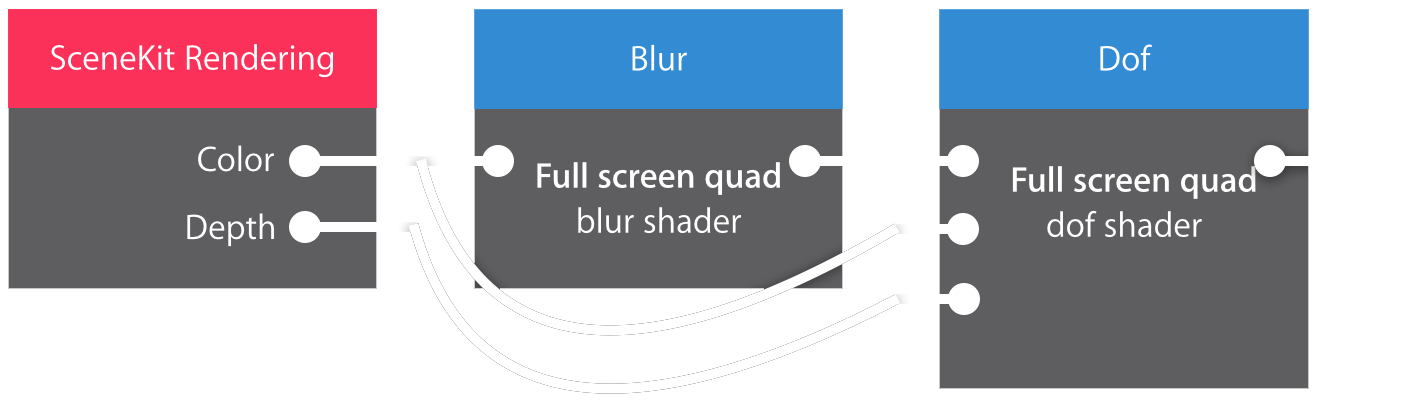 SceneKit Rendering
Color
Depth
Blur
Full screen quad
blur shader
Dof
Full screen quad
dof shader